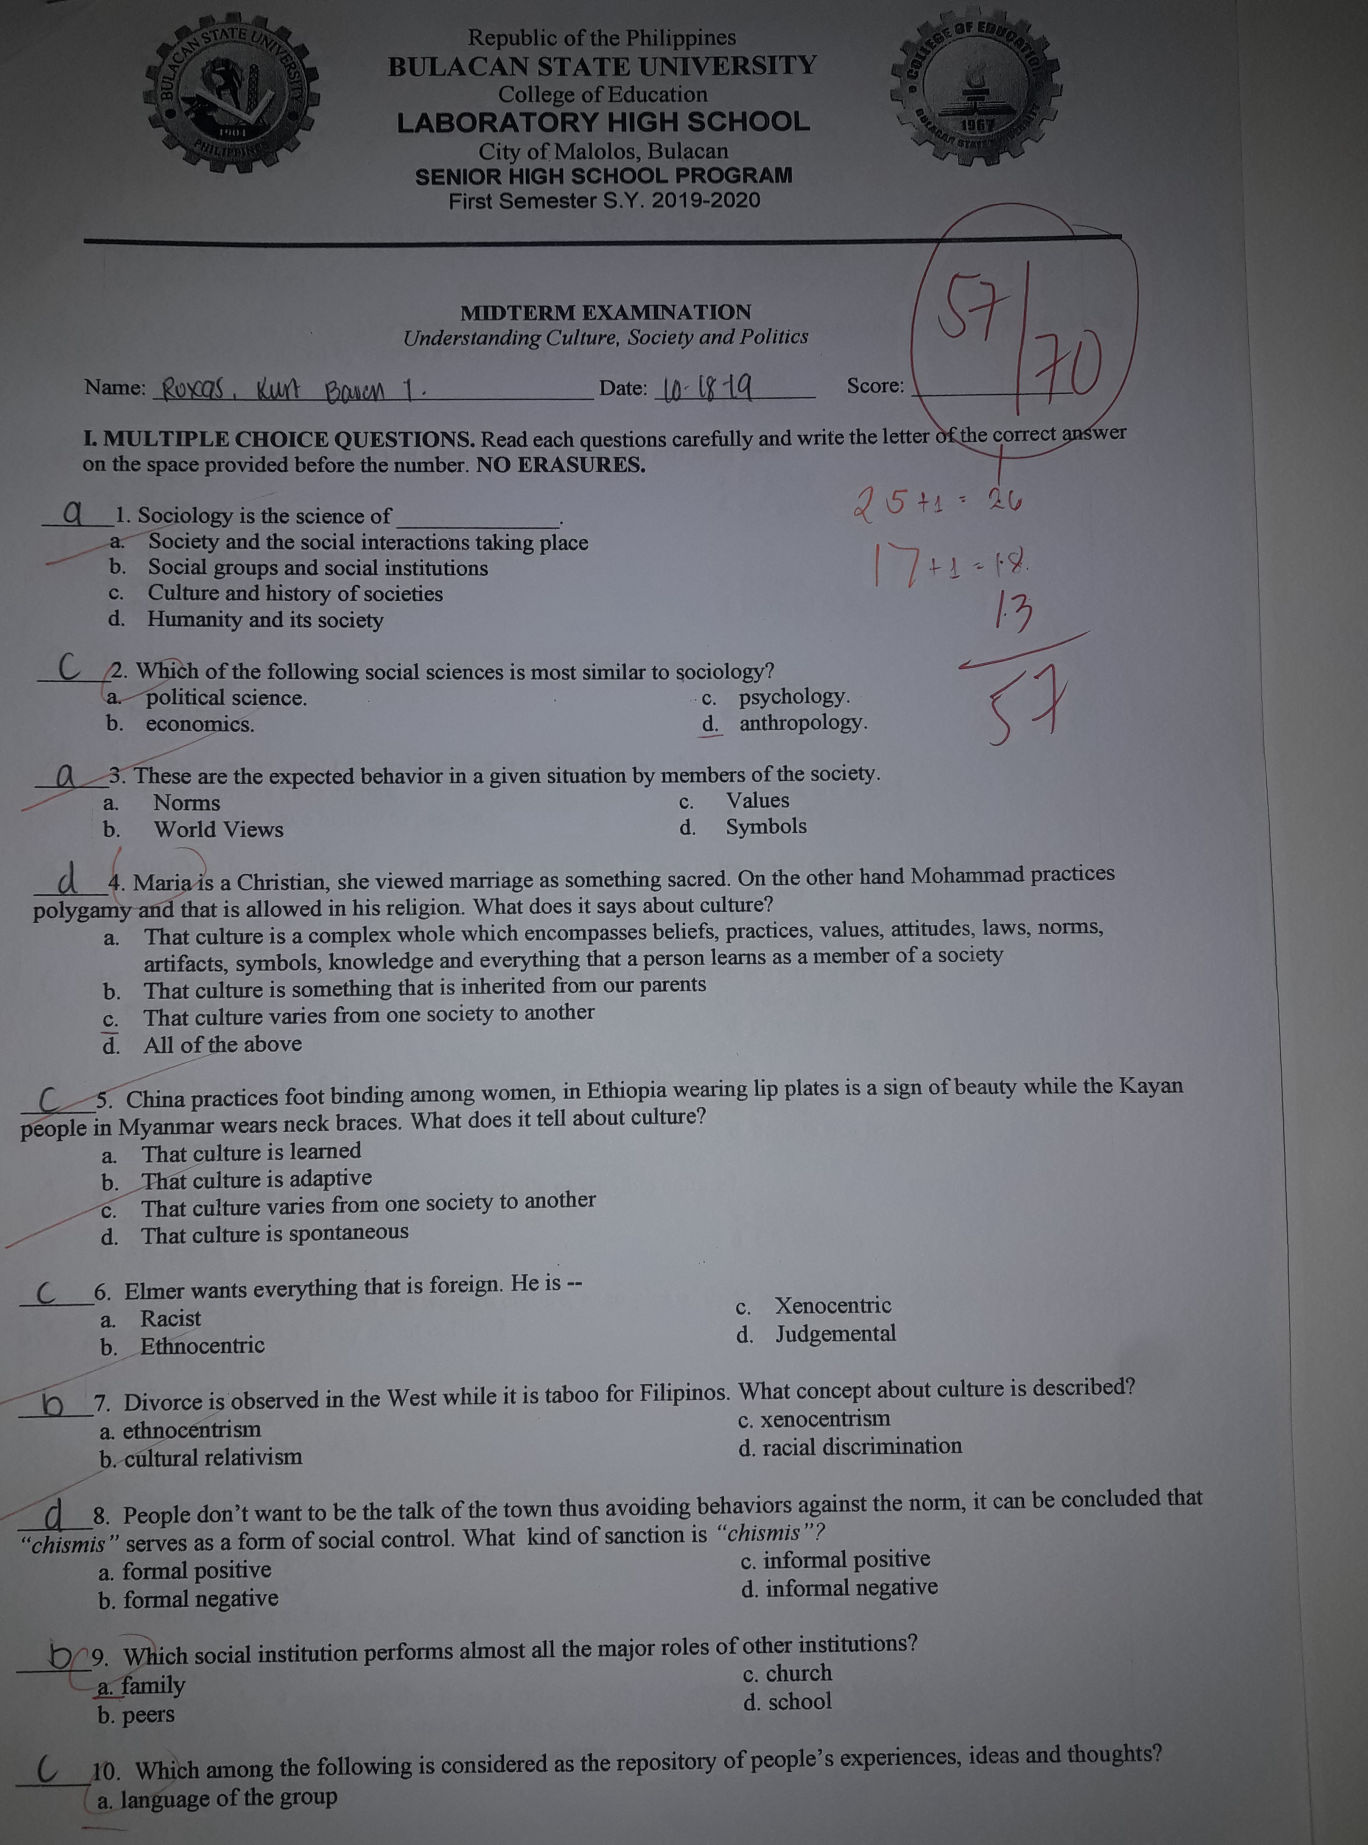 BULACAN STATE UNIVERSITY
1904
PHILIPPINES
COLLEGE OF EDUCATION
1967
BULACAN STATE UNIVERSITY
Republic of the Philippines
BULACAN STATE UNIVERSITY
College of Education
LABORATORY HIGH SCHOOL
City of Malolos, Bulacan
SENIOR HIGH SCHOOL PROGRAM
First Semester S.Y. 2019-2020
57/70
MIDTERM EXAMINATION
Understanding Culture, Society and Politics
Name: Roxas, Kurt Baven T. Date: 10-18-19 Score:
I. MULTIPLE CHOICE QUESTIONS. Read each questions carefully and write the letter of the correct answer
on the space provided before the number. NO ERASURES.
25+1 = 26
17+1 = 18
13
57
a 1. Sociology is the science of ______________.
a. Society and the social interactions taking place
b. Social groups and social institutions
c. Culture and history of societies
d. Humanity and its society
C 2. Which of the following social sciences is most similar to sociology?
a. political science. c. psychology.
b. economics. d. anthropology.
a 3. These are the expected behavior in a given situation by members of the society.
a. Norms c. Values
b. World Views d. Symbols
d 4. Maria is a Christian, she viewed marriage as something sacred. On the other hand Mohammad practices
polygamy and that is allowed in his religion. What does it says about culture?
a. That culture is a complex whole which encompasses beliefs, practices, values, attitudes, laws, norms,
artifacts, symbols, knowledge and everything that a person learns as a member of a society
b. That culture is something that is inherited from our parents
c. That culture varies from one society to another
d. All of the above
C 5. China practices foot binding among women, in Ethiopia wearing lip plates is a sign of beauty while the Kayan
people in Myanmar wears neck braces. What does it tell about culture?
a. That culture is learned
b. That culture is adaptive
c. That culture varies from one society to another
d. That culture is spontaneous
C 6. Elmer wants everything that is foreign. He is --
a. Racist c. Xenocentric
b. Ethnocentric d. Judgemental
b 7. Divorce is observed in the West while it is taboo for Filipinos. What concept about culture is described?
a. ethnocentrism c. xenocentrism
b. cultural relativism d. racial discrimination
d 8. People don't want to be the talk of the town thus avoiding behaviors against the norm, it can be concluded that
"chismis" serves as a form of social control. What kind of sanction is "chismis"?
a. formal positive c. informal positive
b. formal negative d. informal negative
b 9. Which social institution performs almost all the major roles of other institutions?
a. family c. church
b. peers d. school
C 10. Which among the following is considered as the repository of people's experiences, ideas and thoughts?
a. language of the group